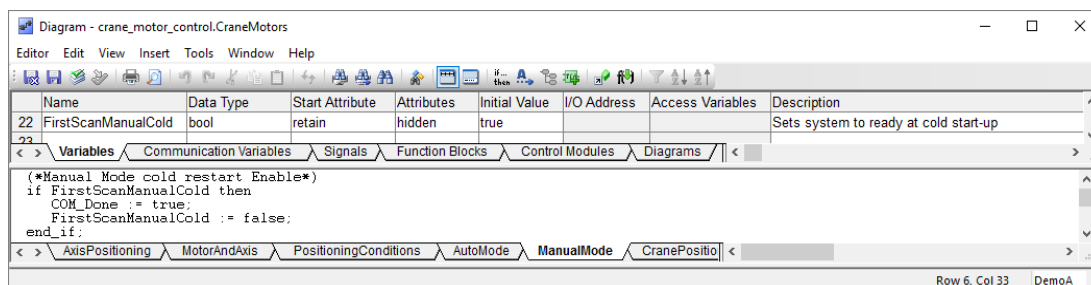 Diagram - crane_motor_control.CraneMotors
Editor Edit View Insert Tools Window Help
Name Data Type Start Attribute Attributes Initial Value I/O Address Access Variables Description
22 FirstScanManualCold bool retain hidden true Sets system to ready at cold start-up
23
Variables Communication Variables Signals Function Blocks Control Modules Diagrams
(*Manual Mode cold restart Enable*)
if FirstScanManualCold then
COM_Done := true;
FirstScanManualCold := false;
end_if;
AxisPositioning MotorAndAxis PositioningConditions AutoMode ManualMode CranePositio
Row 6, Col 33 DemoA